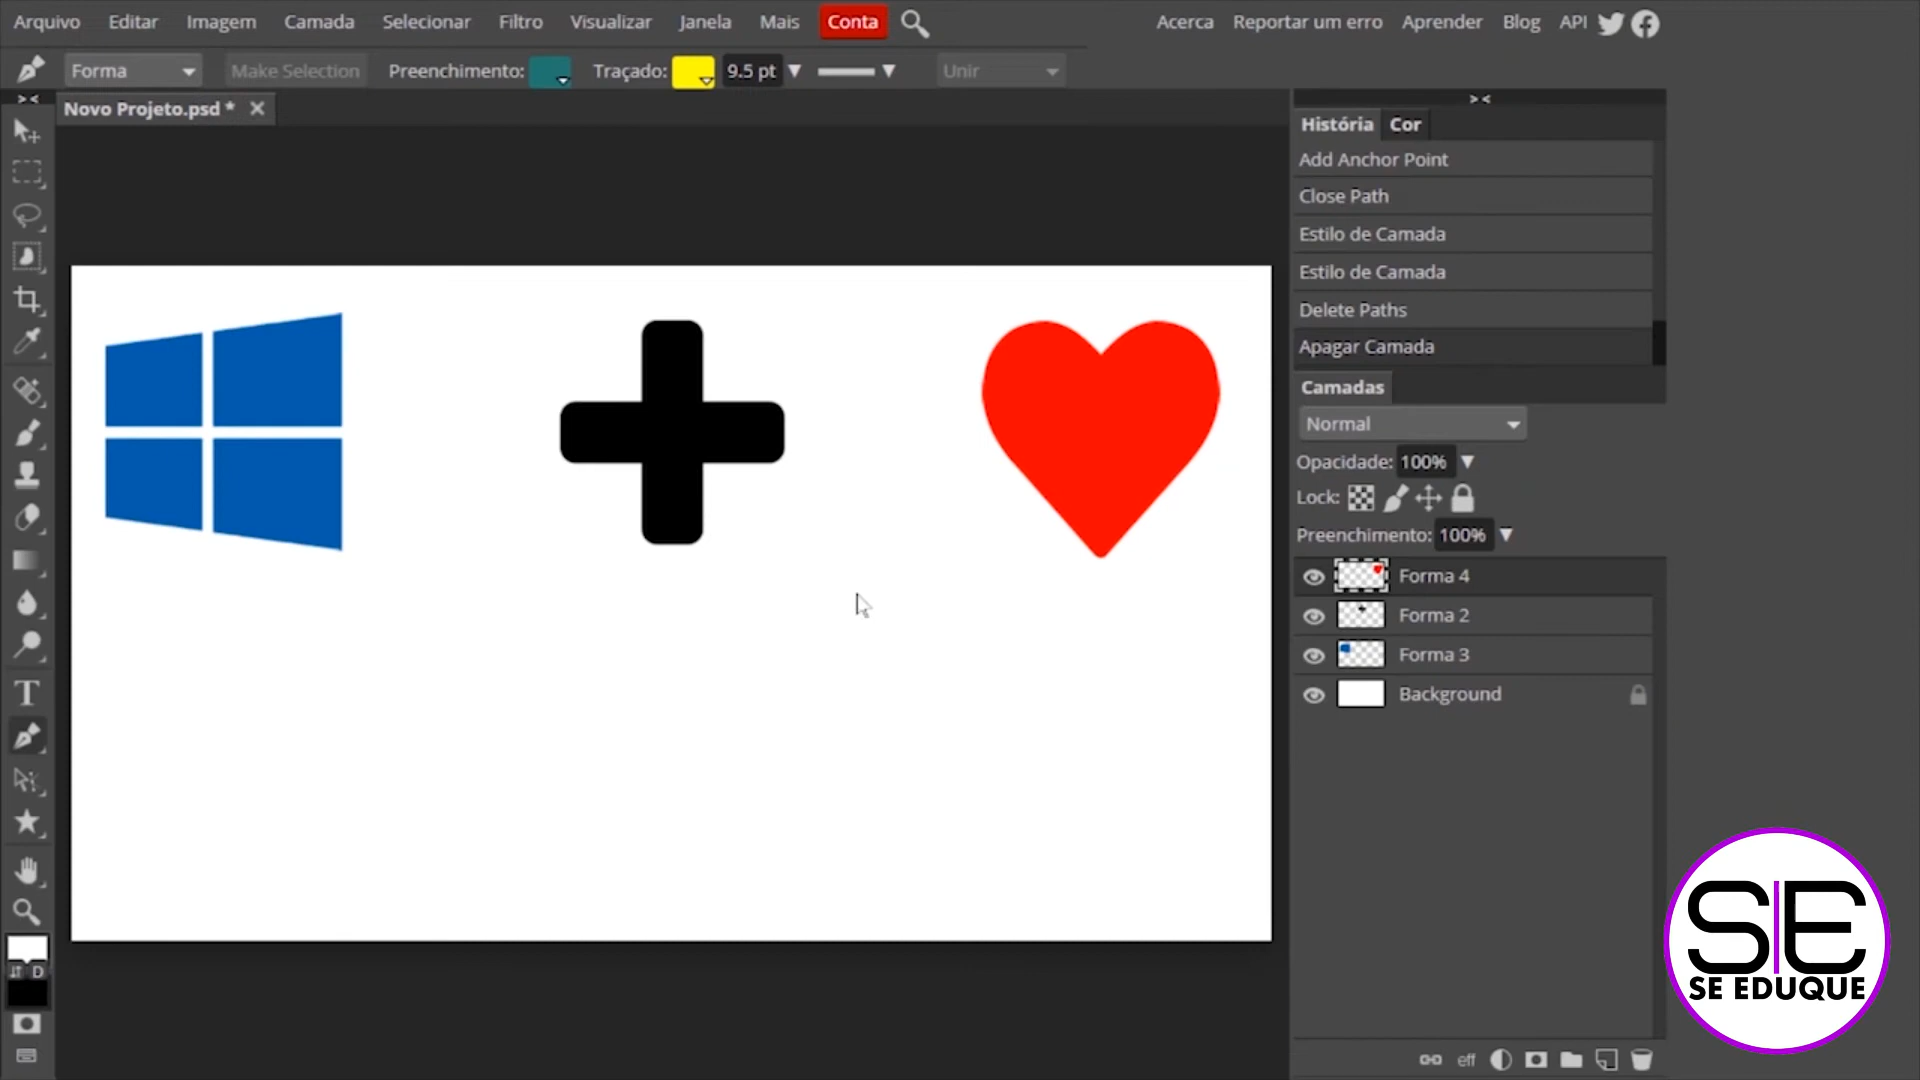 Arquivo Editar Imagem Camada Selecionar Filtro Visualizar Janela Mais Conta Acerca Reportar um erro Aprender Blog API
Forma Make Selection Preenchimento: Traçado: 9.5 pt Unir
Novo Projeto.psd *
História Cor
Add Anchor Point
Close Path
Estilo de Camada
Estilo de Camada
Delete Paths
Apagar Camada
Camadas
Normal
Opacidade: 100%
Lock:
Preenchimento: 100%
Forma 4
Forma 2
Forma 3
Background
D
eff
SE
SE EDUQUE